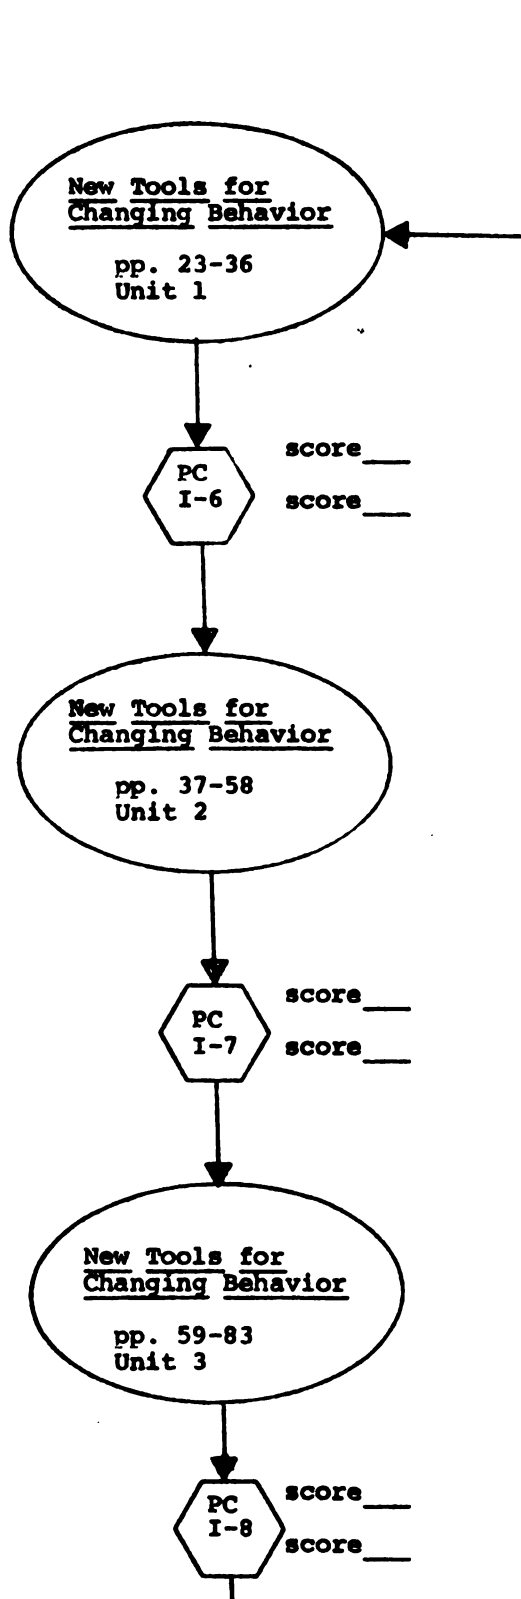 New Tools for
Changing Behavior
pp. 23-36
Unit 1
PC
I-6
score___
score___
New Tools for
Changing Behavior
pp. 37-58
Unit 2
PC
I-7
score___
score___
New Tools for
Changing Behavior
pp. 59-83
Unit 3
PC
I-8
score___
score___